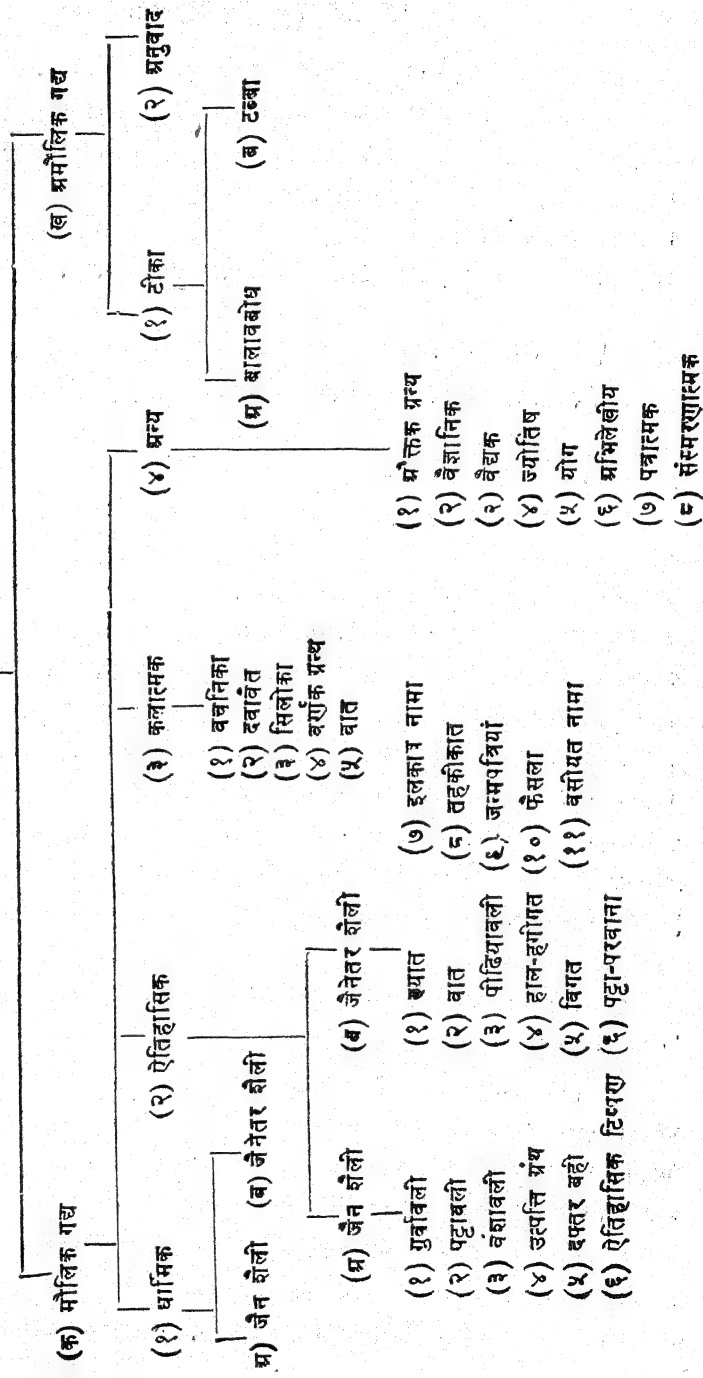 (क) मौलिक गद्य
(ख) अमौलिक गद्य
(१) धार्मिक
(२) ऐतिहासिक
(३) कलात्मक
(४) अन्य
(१) टीका
(२) अनुवाद
अ) जैन शैली (ब) जैनेतर शैली
(अ) जैन शैली
(ब) जैनेतर शैली
(१) गुर्वावली
(२) पट्टावली
(३) वंशावली
(४) उत्पत्ति ग्रंथ
(५) दफ्तर बही
(६) ऐतिहासिक टिप्पण
(१) ख्यात
(२) वात
(३) पीढियावली
(४) हाल-हगीगत
(५) विगत
(६) पट्टा-परवाना
(७) इलकाब नामा
(८) तहकीकात
(९) जन्मपत्रियां
(१०) फैसला
(११) वसीयत नामा
(१) वचनिका
(२) दवावैत
(३) सिलोका
(४) वर्णक ग्रन्थ
(५) वात
(१) औक्तिक ग्रन्थ
(२) वैज्ञानिक
(२) वैद्यक
(४) ज्योतिष
(५) योग
(६) अभिलेखीय
(७) पत्रात्मक
(८) संस्मरणात्मक
(अ) बालावबोध
(ब) टब्बा